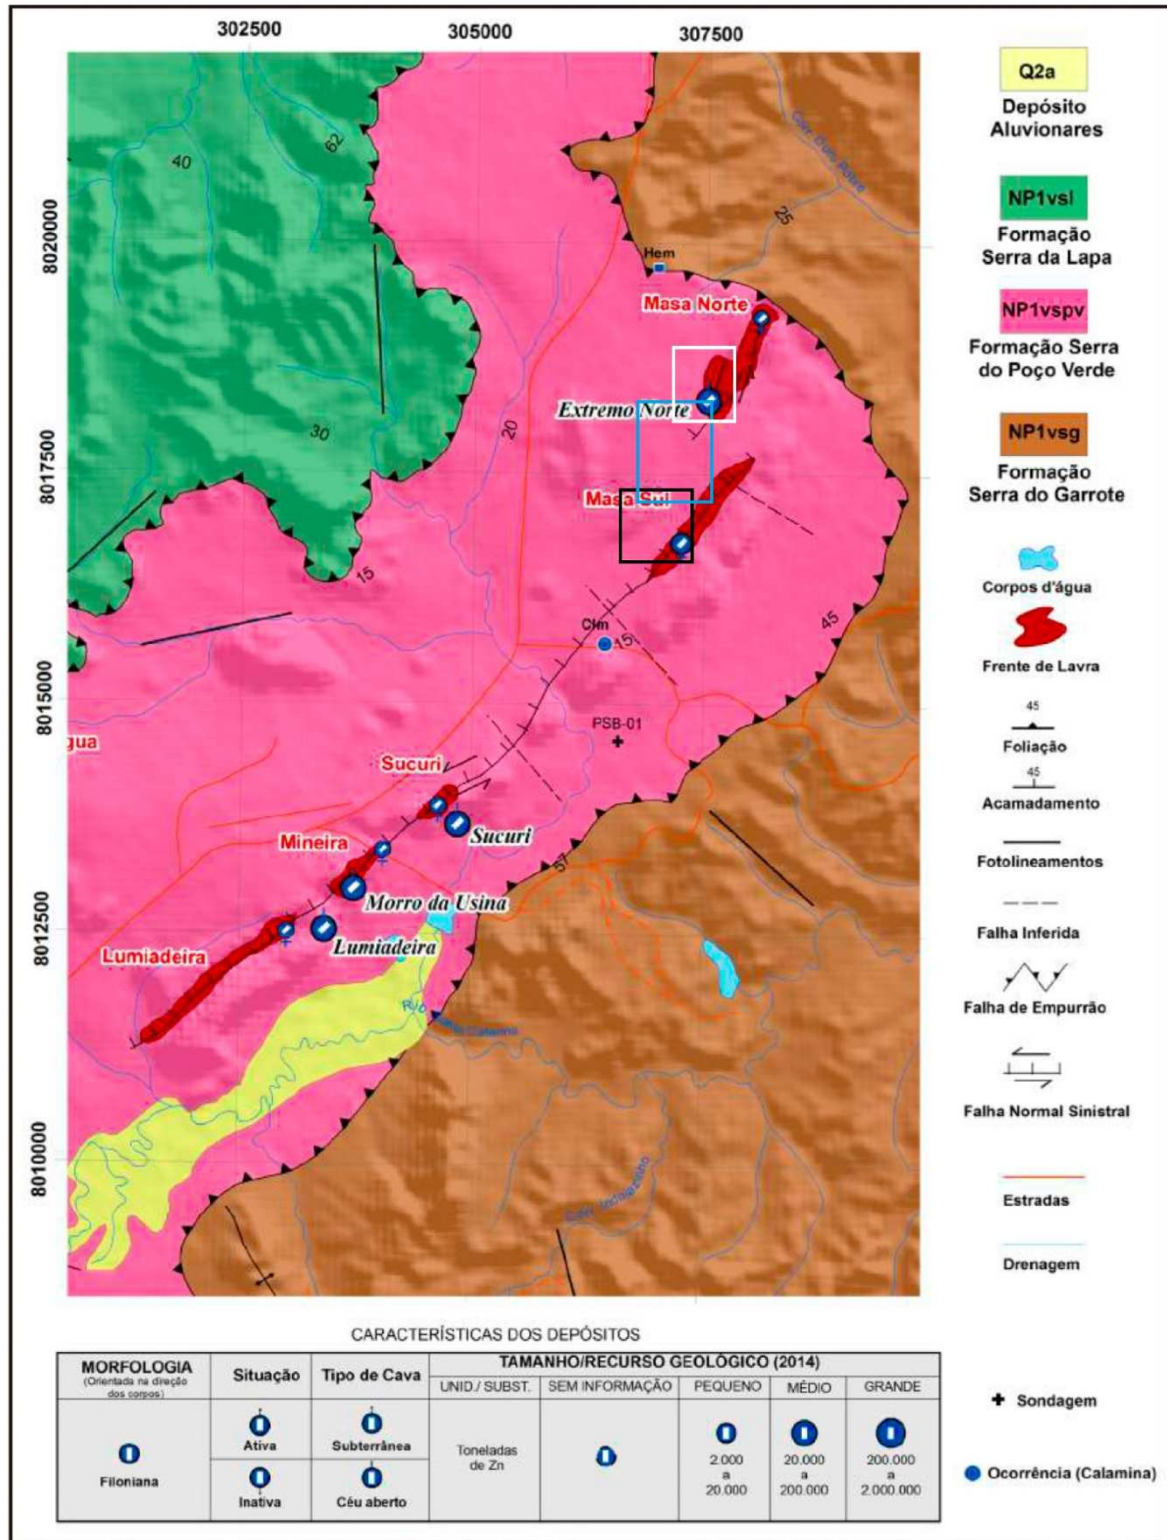 302500
305000
307500
8020000
8017500
8015000
8012500
8010000
40
62
30
20
15
25
Hem
Masa Norte
Extremo Norte
Masa Sul
45
Clm
15
PSB-01
gua
Sucuri
Sucuri
Mineira
57
Morro da Usina
Lumiadeira
Lumiadeira
Q2a
Depósito
Aluvionares
NP1vsl
Formação
Serra da Lapa
NP1vspv
Formação Serra
do Poço Verde
NP1vsg
Formação
Serra do Garrote
Corpos d'água
Frente de Lavra
45
Foliação
45
Acamadamento
Fotolineamentos
Falha Inferida
Falha de Empurrão
Falha Normal Sinistral
Estradas
Drenagem
Sondagem
Ocorrência (Calamina)
CARACTERÍSTICAS DOS DEPÓSITOS
MORFOLOGIA
(Orientada na direção
dos corpos)
Situação
Tipo de Cava
TAMANHO/RECURSO GEOLÓGICO (2014)
UNID./ SUBST.
SEM INFORMAÇÃO
PEQUENO
MÉDIO
GRANDE
Filoniana
Ativa
Inativa
Subterrânea
Céu aberto
Toneladas
de Zn
2.000
a
20.000
20.000
a
200.000
200.000
a
2.000.000